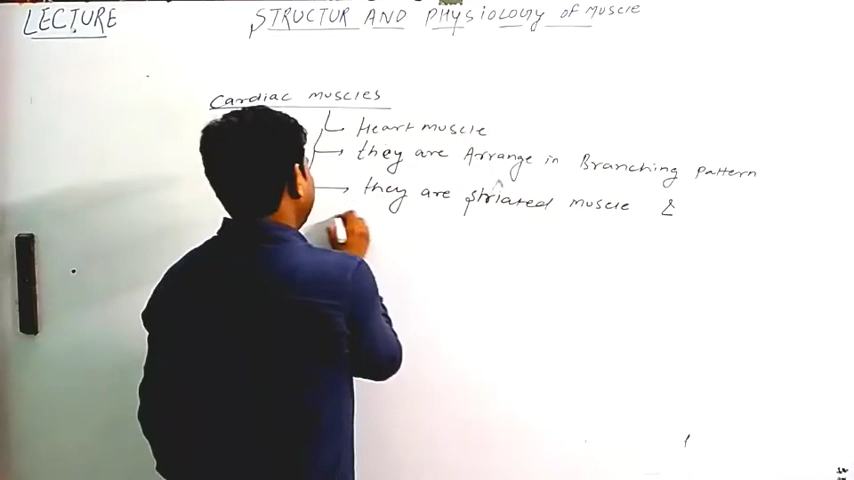 LECTURE
STRUCTUR AND Physiology of Muscle
Cardiac muscles
Heart muscle
they are Arrange in Branching pattern
they are striated muscle &